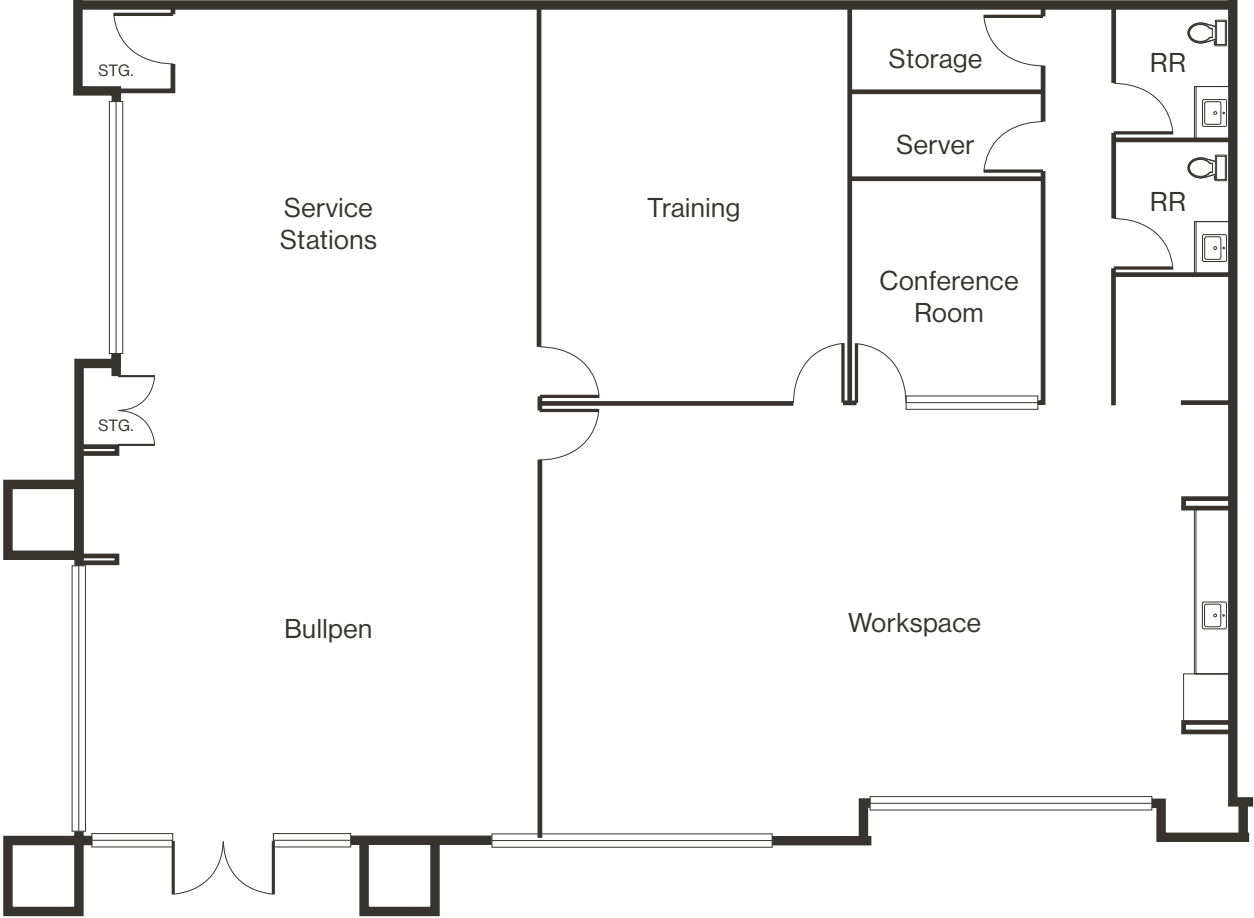 STG.
Storage
RR
Server
Service
Stations
Training
RR
Conference
Room
STG.
Bullpen
Workspace